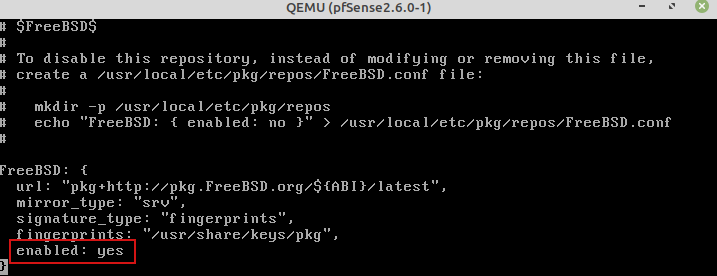 QEMU (pfSense2.6.0-1)
# $FreeBSD$
#
# To disable this repository, instead of modifying or removing this file,
# create a /usr/local/etc/pkg/repos/FreeBSD.conf file:
#
#   mkdir -p /usr/local/etc/pkg/repos
#   echo "FreeBSD: { enabled: no }" > /usr/local/etc/pkg/repos/FreeBSD.conf
#
FreeBSD: {
  url: "pkg+http://pkg.FreeBSD.org/${ABI}/latest",
  mirror_type: "srv",
  signature_type: "fingerprints",
  fingerprints: "/usr/share/keys/pkg",
  enabled: yes
}